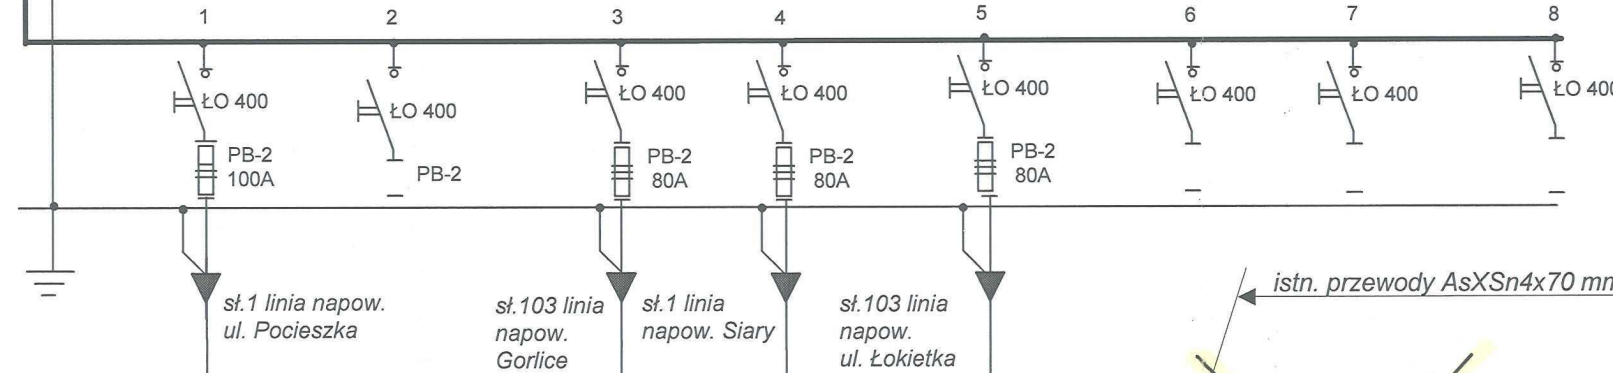 1 2 3 4 5 6 7 8
ŁO 400 ŁO 400 ŁO 400 ŁO 400 ŁO 400 ŁO 400 ŁO 400 ŁO 400
PB-2
100A
PB-2
PB-2
80A
PB-2
80A
PB-2
80A
sł.1 linia napow.
ul. Pocieszka
sł.103 linia
napow.
Gorlice
sł.1 linia
napow. Siary
sł.103 linia
napow.
ul. Łokietka
istn. przewody AsXSn4x70 mm